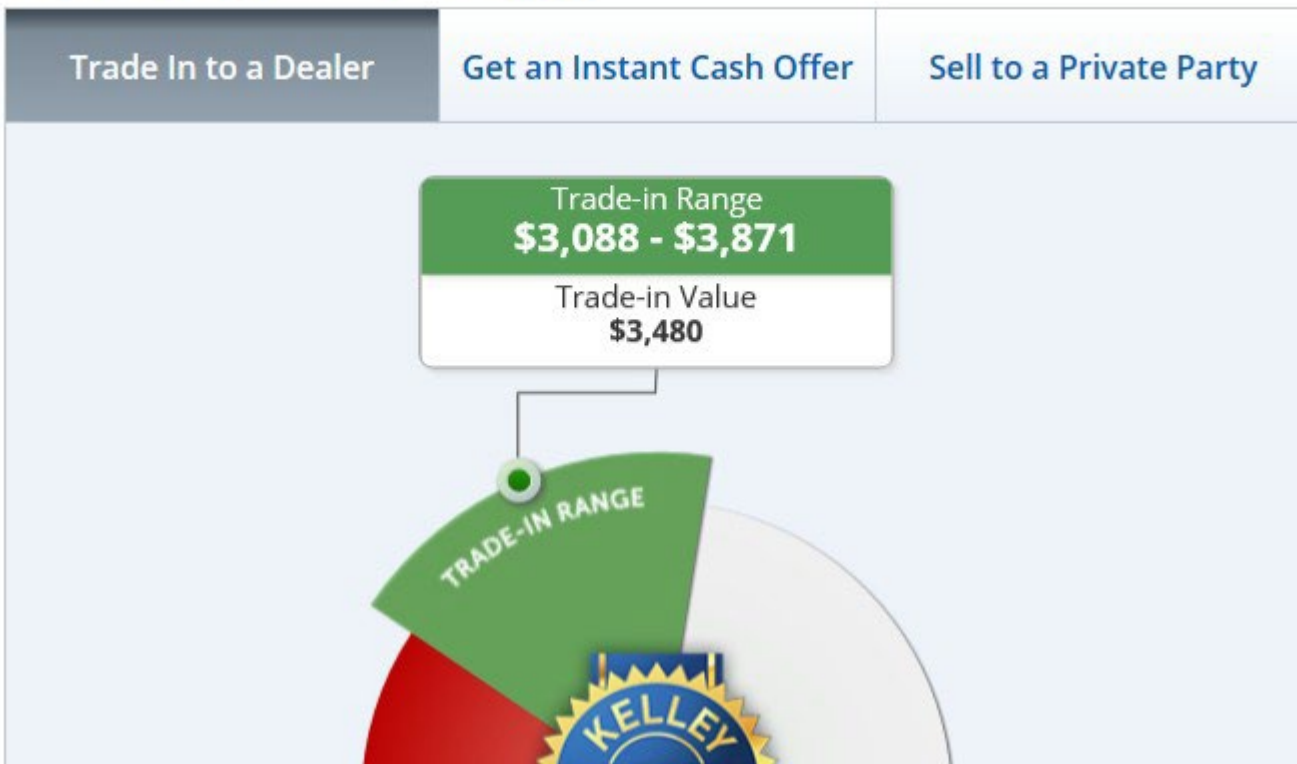 Trade In to a Dealer
Get an Instant Cash Offer
Sell to a Private Party
Trade-in Range
$3,088 - $3,871
Trade-in Value
$3,480
TRADE-IN RANGE
KELLEY